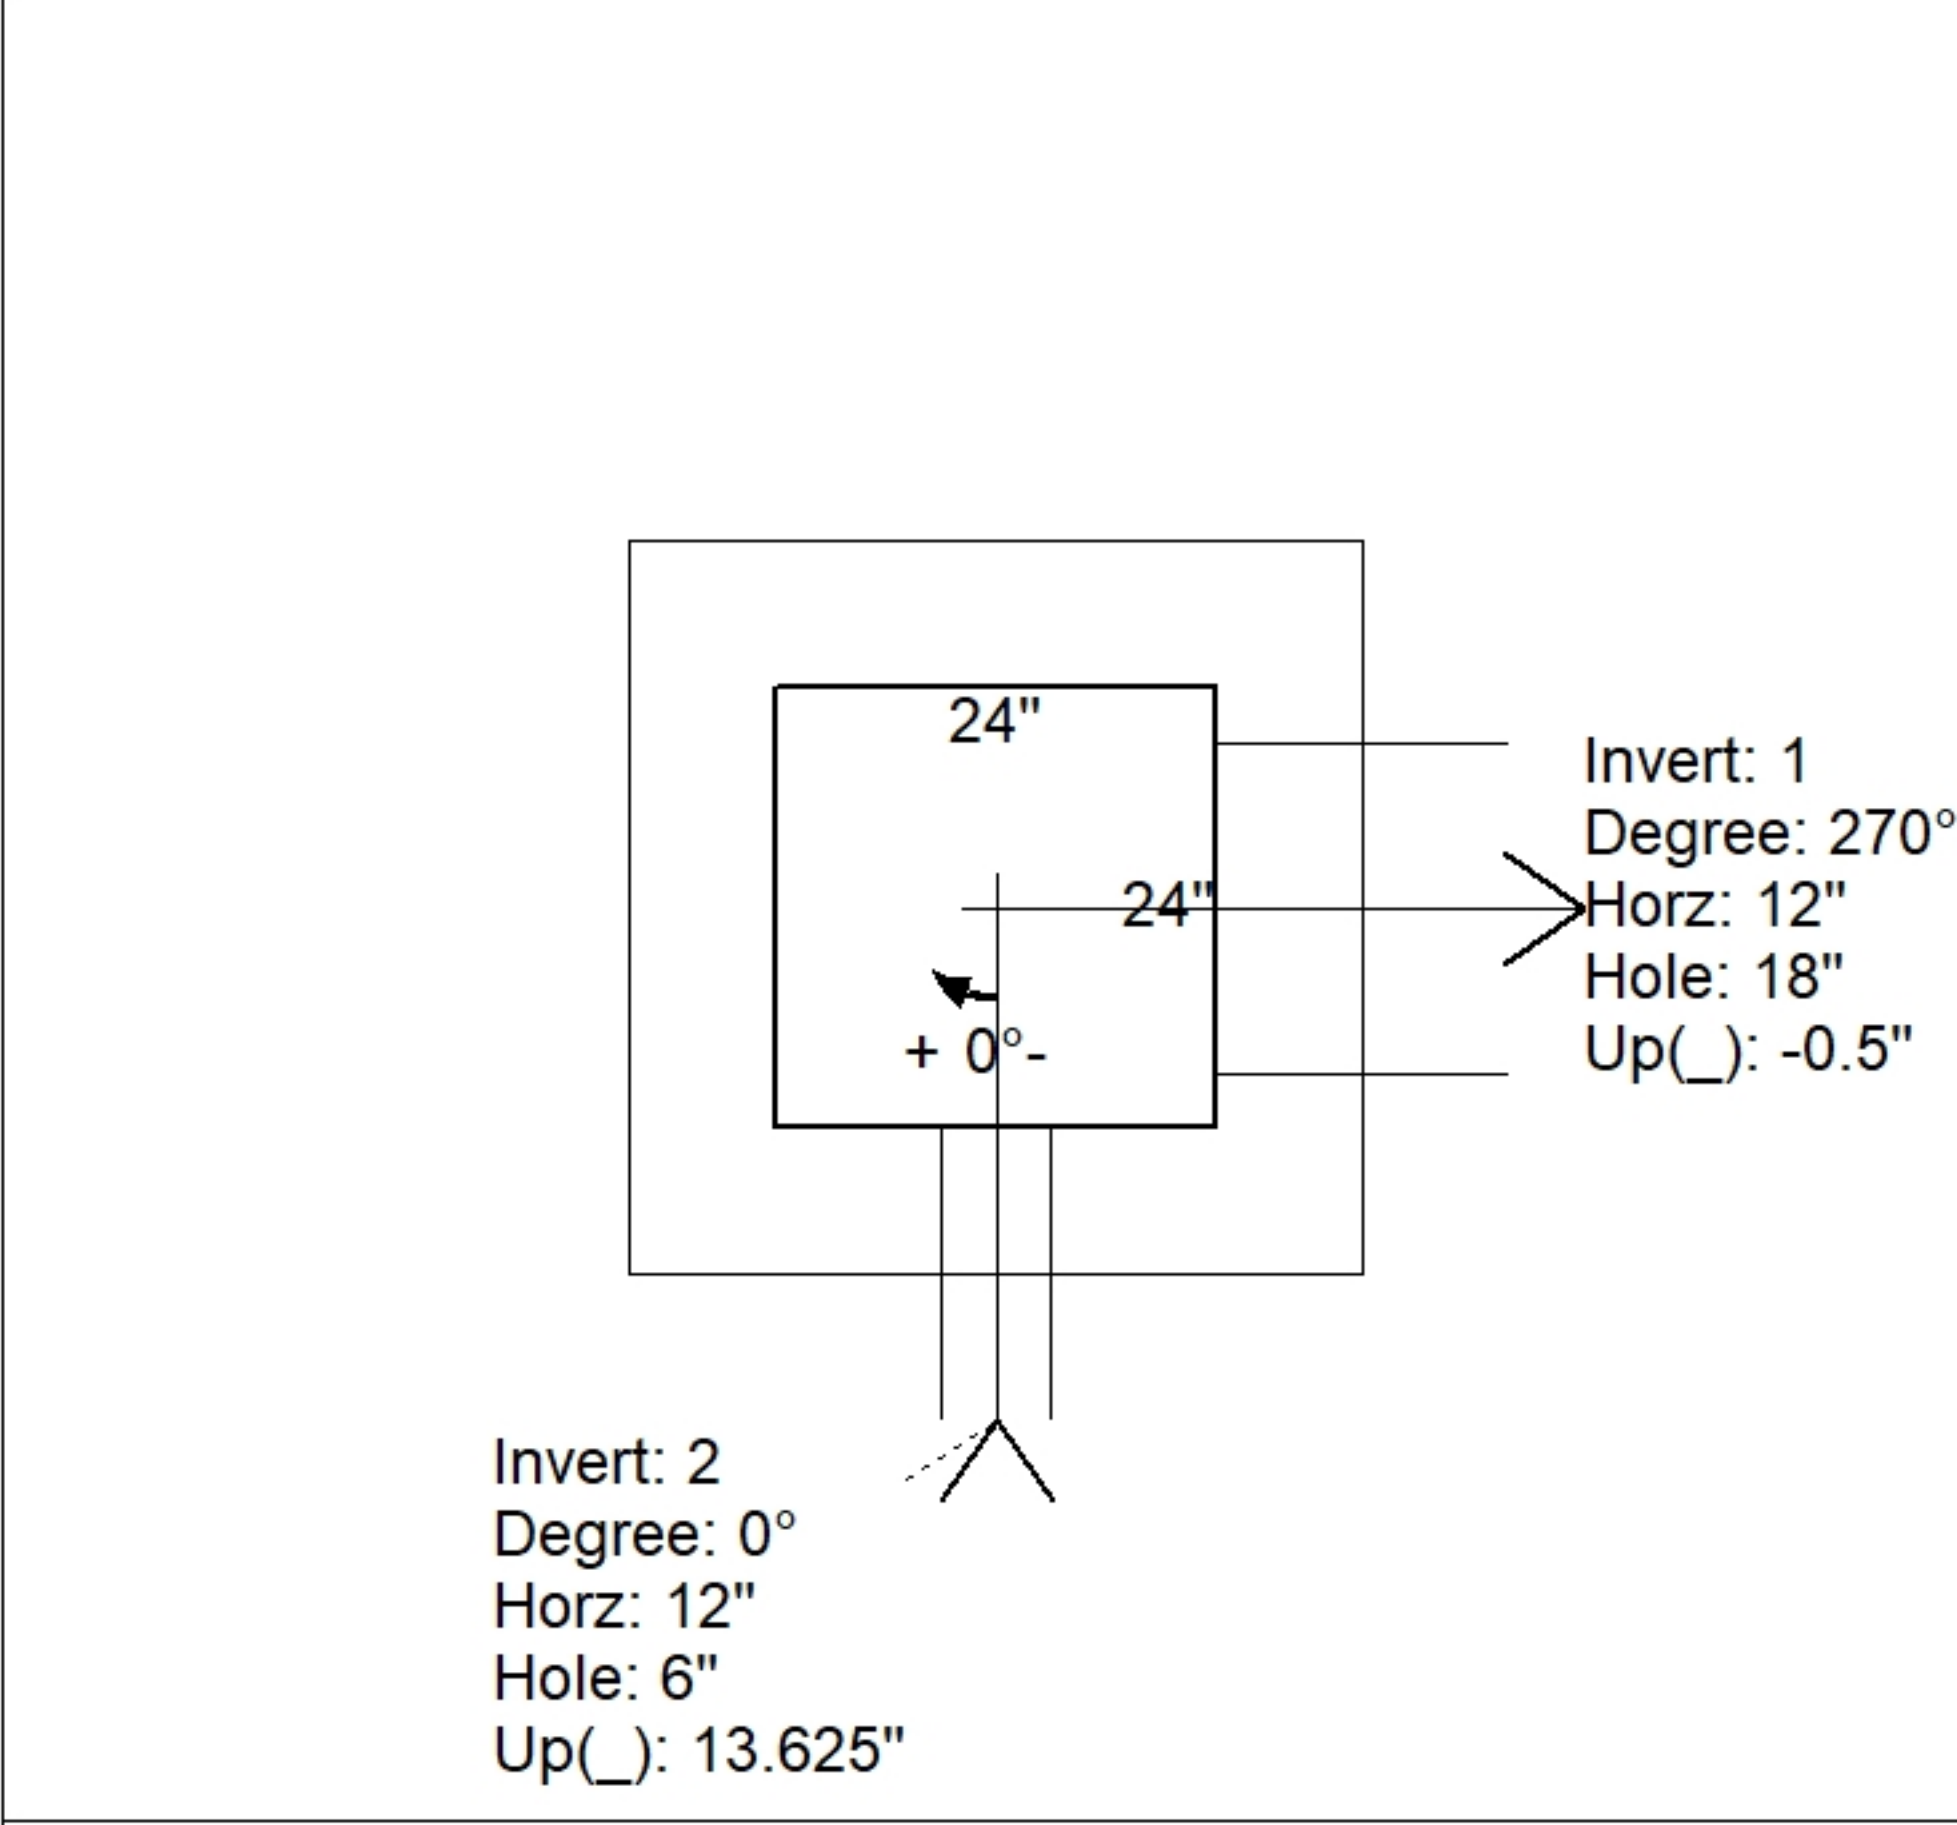 24"
24"
+ 0°-
Invert: 1
Degree: 270°
Horz: 12"
Hole: 18"
Up(_): -0.5"
Invert: 2
Degree: 0°
Horz: 12"
Hole: 6"
Up(_): 13.625"